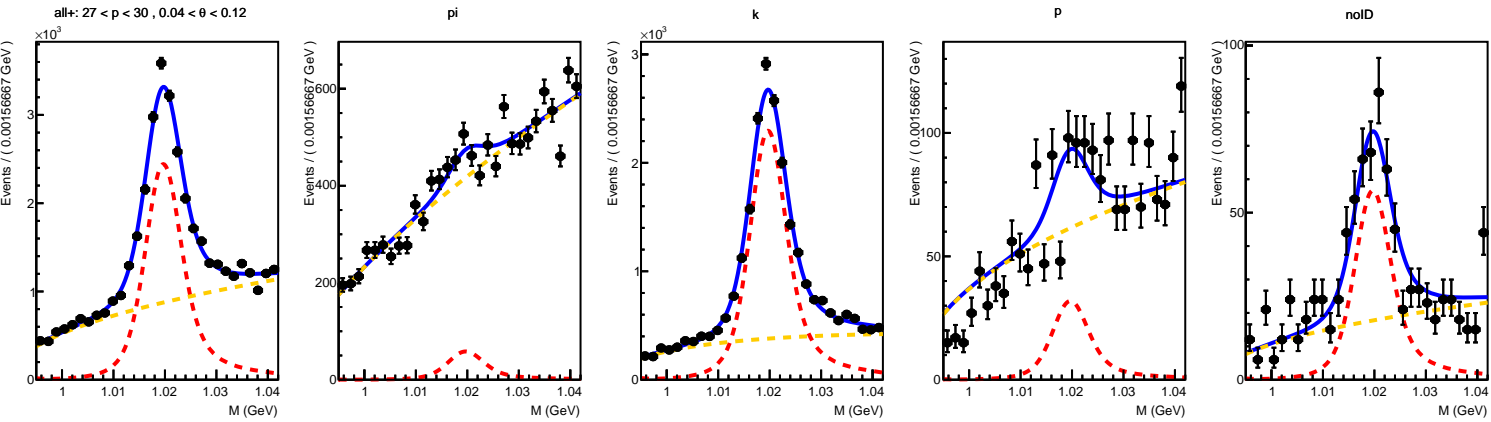 all+: 27 < p < 30 , 0.04 < θ < 0.12
×10³
Events / ( 0.00156667 GeV )
3
2
1
0
1 1.01 1.02 1.03 1.04
M (GeV)
pi
Events / ( 0.00156667 GeV )
600
400
200
0
1 1.01 1.02 1.03 1.04
M (GeV)
k
×10³
Events / ( 0.00156667 GeV )
3
2
1
0
1 1.01 1.02 1.03 1.04
M (GeV)
p
Events / ( 0.00156667 GeV )
100
50
0
1 1.01 1.02 1.03 1.04
M (GeV)
noID
Events / ( 0.00156667 GeV )
100
50
0
1 1.01 1.02 1.03 1.04
M (GeV)